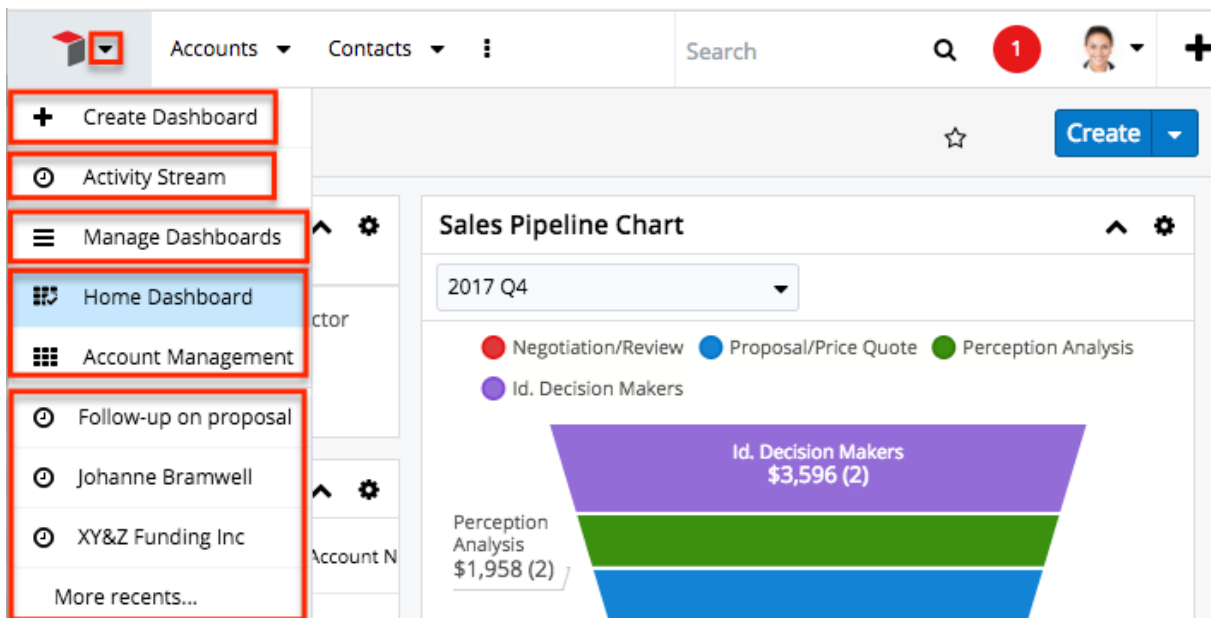 Accounts
Contacts
Search
1
Create Dashboard
Activity Stream
Manage Dashboards
Home Dashboard
Account Management
Follow-up on proposal
Johanne Bramwell
XY&Z Funding Inc
More recents...
Create
ctor
Account N
Sales Pipeline Chart
2017 Q4
Negotiation/Review Proposal/Price Quote Perception Analysis
Id. Decision Makers
Id. Decision Makers
$3,596 (2)
Perception
Analysis
$1,958 (2)